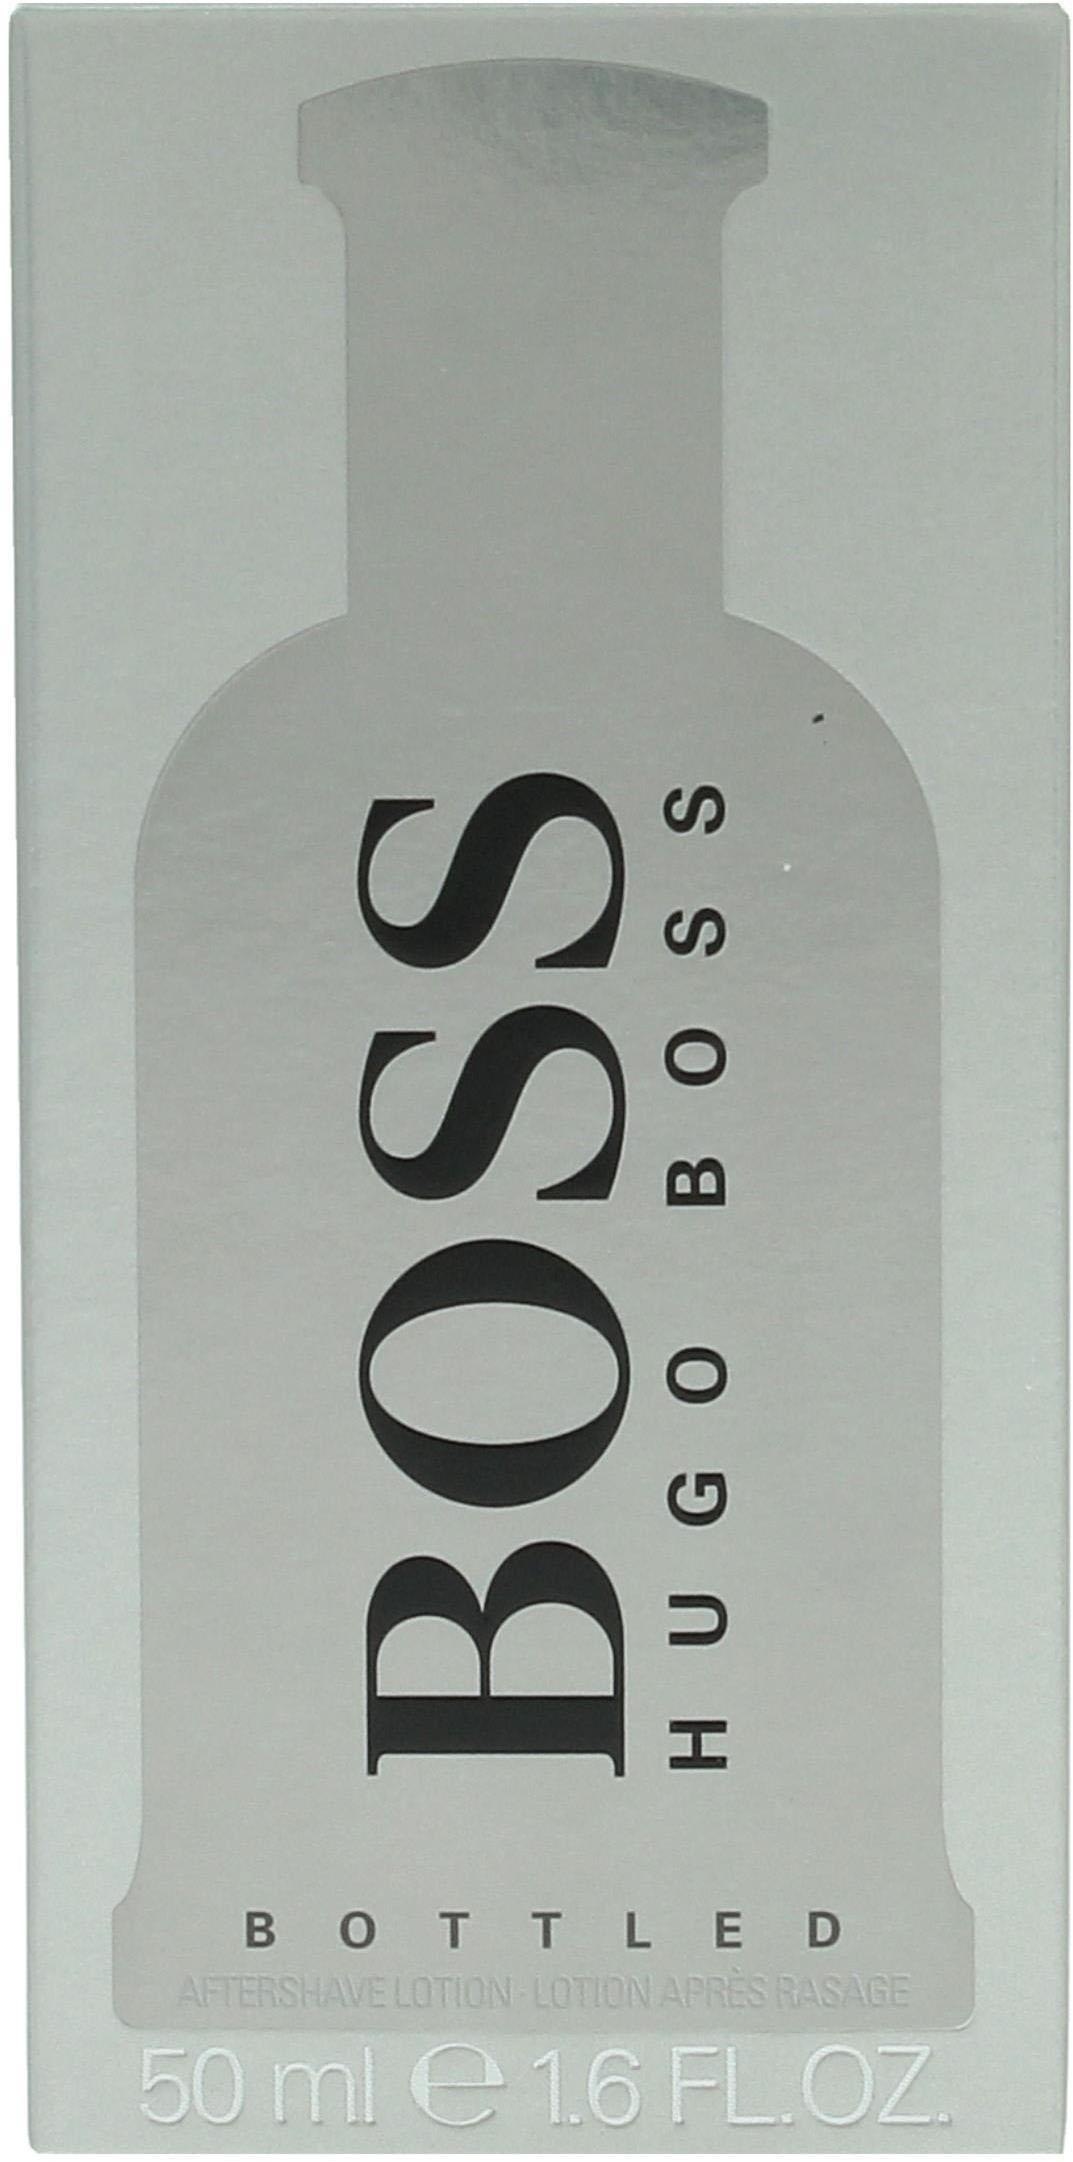 BOSS
HUGO BOSS
BOTTLED
AFTERSHAVE LOTION · LOTION APRÈS RASAGE
50 ml ℮ 1.6 FL.OZ.